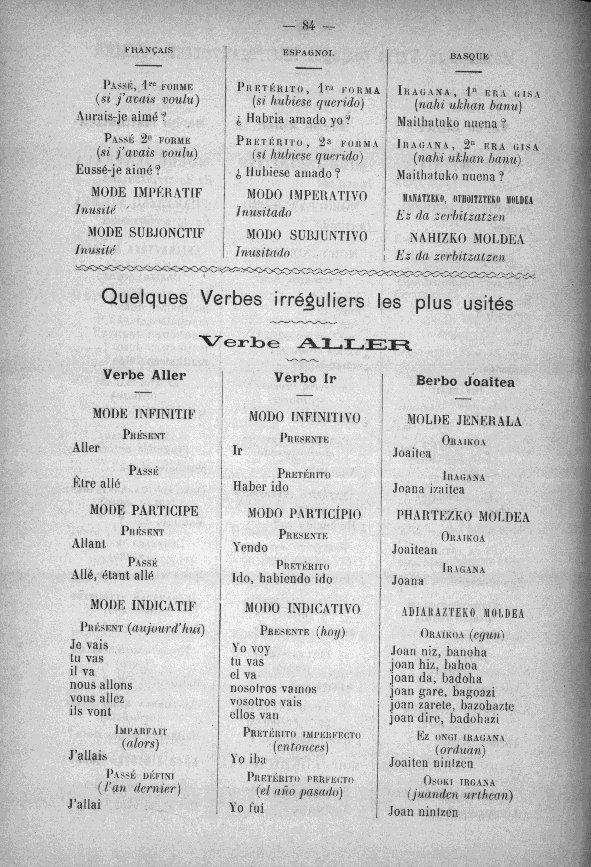 — 84 —
FRANÇAIS
PASSÉ, 1re FORME
(si j'avais voulu)
Aurais-je aimé ?
PASSÉ 2e FORME
(si j'avais voulu)
Eussé-je aimé ?
MODE IMPÉRATIF
Inusité
MODE SUBJONCTIF
Inusité
ESPAGNOL
PRETÉRITO, 1ra FORMA
(si hubiese querido)
¿ Habria amado yo ?
PRETÉRITO, 2a FORMA
(si hubiese querido)
¿ Hubiese amado ?
MODO IMPERATIVO
Inusitado
MODO SUBJUNTIVO
Inusitado
BASQUE
IRAGANA, 1n ERA GISA
(nahi ukhan banu)
Maithatuko nuena ?
IRAGANA, 2n ERA GISA
(nahi ukhan banu)
Maithatuko nuena ?
MANATZEKO, OTHOITZTEKO MOLDEA
Ez da zerbitzatzen
NAHIZKO MOLDEA
Ez da zerbitzatzen
Quelques Verbes irréguliers les plus usités
Verbe ALLER
Verbe Aller
MODE INFINITIF
PRÉSENT
Aller
PASSÉ
Être allé
MODE PARTICIPE
PRÉSENT
Allant
PASSÉ
Allé, étant allé
MODE INDICATIF
PRÉSENT (aujourd'hui)
Je vais
tu vas
il va
nous allons
vous allez
ils vont
IMPARFAIT
(alors)
J'allais
PASSÉ DÉFINI
(l'an dernier)
J'allai
Verbo Ir
MODO INFINITIVO
PRESENTE
Ir
PRETÉRITO
Haber ido
MODO PARTICÍPIO
PRESENTE
Yendo
PRETÉRITO
Ido, habiendo ido
MODO INDICATIVO
PRESENTE (hoy)
Yo voy
tu vas
el va
nosotros vamos
vosotros vais
ellos van
PRETÉRITO IMPERFECTO
(entonces)
Yo iba
PRETÉRITO PERFECTO
(el año pasado)
Yo fui
Berbo Joaitea
MOLDE JENERALA
ORAIKOA
Joaitea
IRAGANA
Joana izaitea
PHARTEZKO MOLDEA
ORAIKOA
Joaitean
IRAGANA
Joana
ADIARAZTEKO MOLDEA
ORAIKOA (egun)
Joan niz, banoha
joan hiz, bahoa
joan da, badoha
joan gare, bagoazi
joan zarete, bazohazte
joan dire, badohazi
EZ ONGI IRAGANA
(orduan)
Joaiten nintzen
OSOKI IRGANA
(juanden urthean)
Joan nintzen